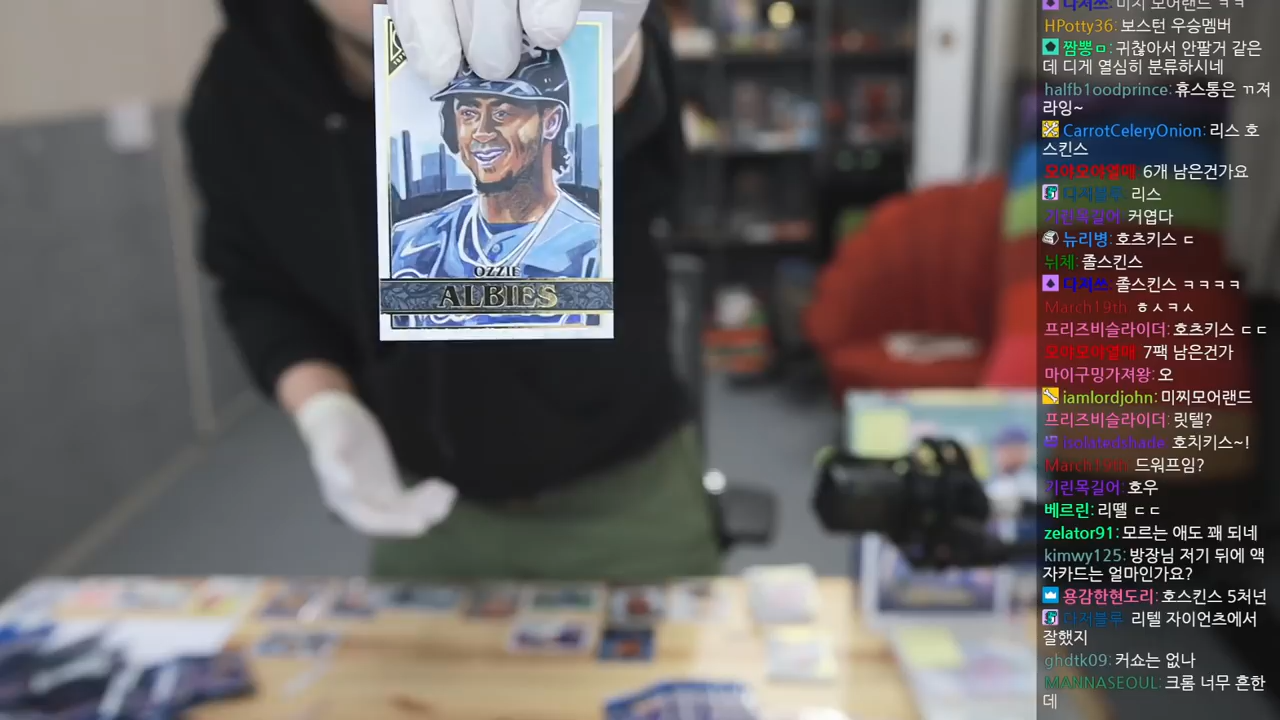 OZZIE
ALBIES
다저쓰: 미치 모어랜드 ㅋㅋ
HPotty36: 보스턴 우승멤버
짬뽕ㅁ: 귀찮아서 안팔거 같은
데 디게 열심히 분류하시네
halfb1oodprince: 휴스통은 ㄲ져
라잉~
CarrotCeleryOnion: 리스 호
스킨스
모야모야열매: 6개 남은건가요
다저블루: 리스
기린목길어: 커엽다
뉴리병: 호츠키스 ㄷ
뉘체: 졸스킨스
다저쓰: 졸스킨스 ㅋㅋㅋㅋ
March19th: ㅎㅅㅋㅅ
프리즈비슬라이더: 호츠키스 ㄷㄷ
모야모야열매: 7팩 남은건가
마이구밍가져왕: 오
iamlordjohn: 미찌모어랜드
프리즈비슬라이더: 릿텔?
isolatedshade: 호치키스~!
March19th: 드워프임?
기린목길어: 호우
베르린: 리뗄 ㄷㄷ
zelator91: 모르는 애도 꽤 되네
kimwy125: 방장님 저기 뒤에 액
자카드는 얼마인가요?
용감한현도리: 호스킨스 5처넌
다저블루: 리텔 자이언츠에서
잘했지
ghdtk09: 커쇼는 없나
MANNASEOUL: 크롬 너무 흔한
데